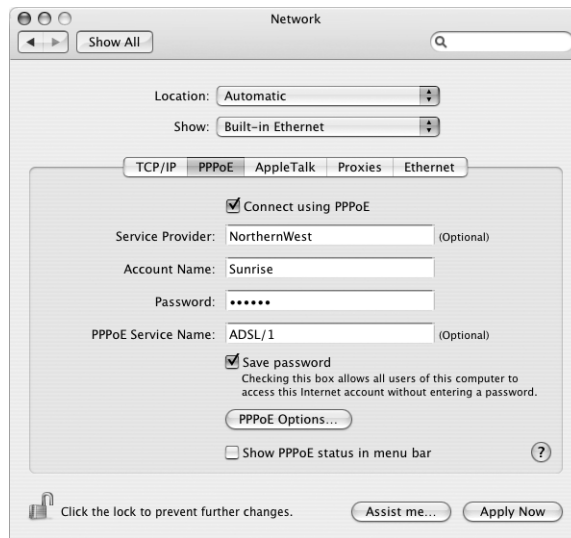 Network
Show All
Location: Automatic
Show: Built-in Ethernet
TCP/IP PPPoE AppleTalk Proxies Ethernet
Connect using PPPoE
Service Provider: NorthernWest (Optional)
Account Name: Sunrise
Password: ••••••
PPPoE Service Name: ADSL/1 (Optional)
Save password
Checking this box allows all users of this computer to
access this Internet account without entering a password.
PPPoE Options...
Show PPPoE status in menu bar ?
Click the lock to prevent further changes. Assist me... Apply Now